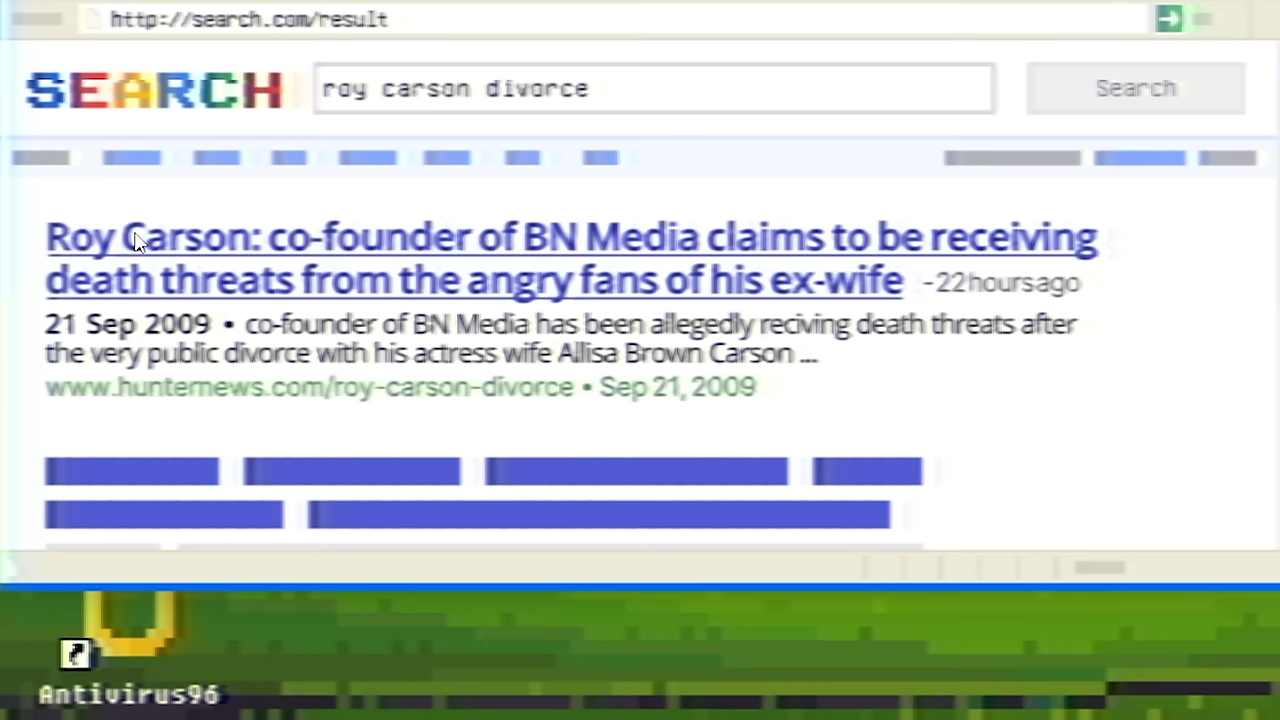 http://search.com/result
SEARCH
roy carson divorce
Search
Roy Carson: co-founder of BN Media claims to be receiving
death threats from the angry fans of his ex-wife -22hoursago
21 Sep 2009 • co-founder of BN Media has been allegedly reciving death threats after
the very public divorce with his actress wife Allisa Brown Carson ...
www.hunternews.com/roy-carson-divorce • Sep 21, 2009
Antivirus96